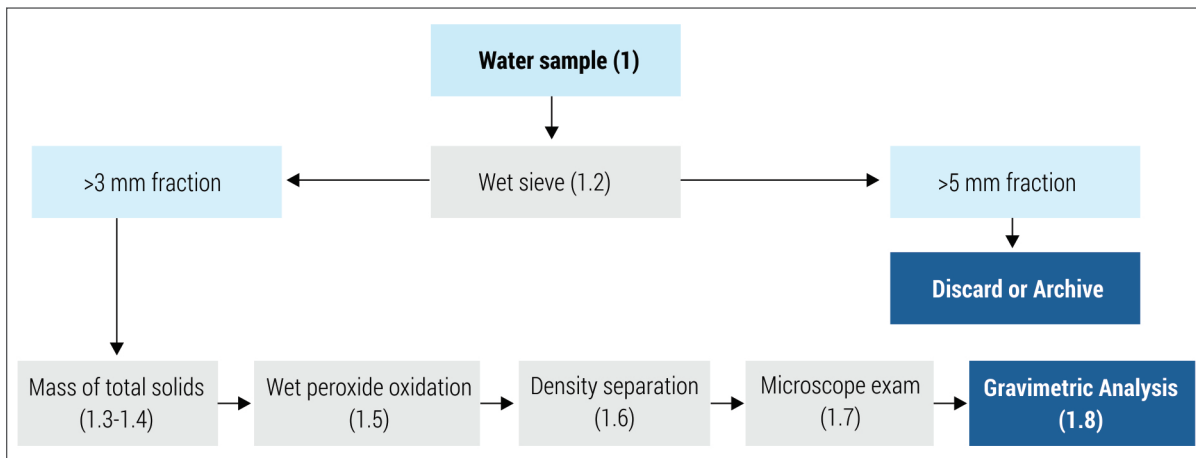 Water sample (1)
>3 mm fraction
Wet sieve (1.2)
>5 mm fraction
Discard or Archive
Mass of total solids
(1.3-1.4)
Wet peroxide oxidation
(1.5)
Density separation
(1.6)
Microscope exam
(1.7)
Gravimetric Analysis
(1.8)